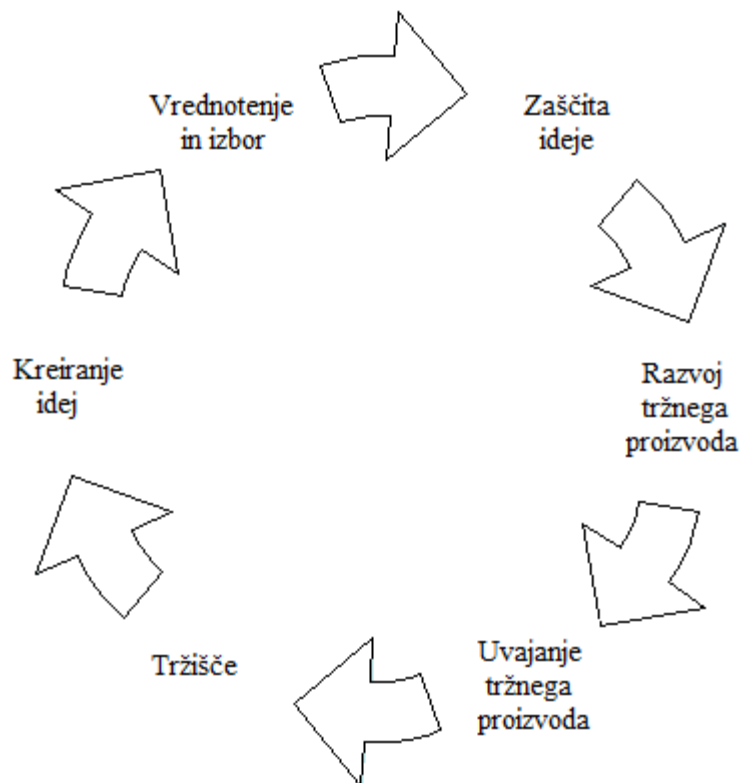 Vrednotenje
in izbor
Zaščita
ideje
Razvoj
tržnega
proizvoda
Uvajanje
tržnega
proizvoda
Tržišče
Kreiranje
idej